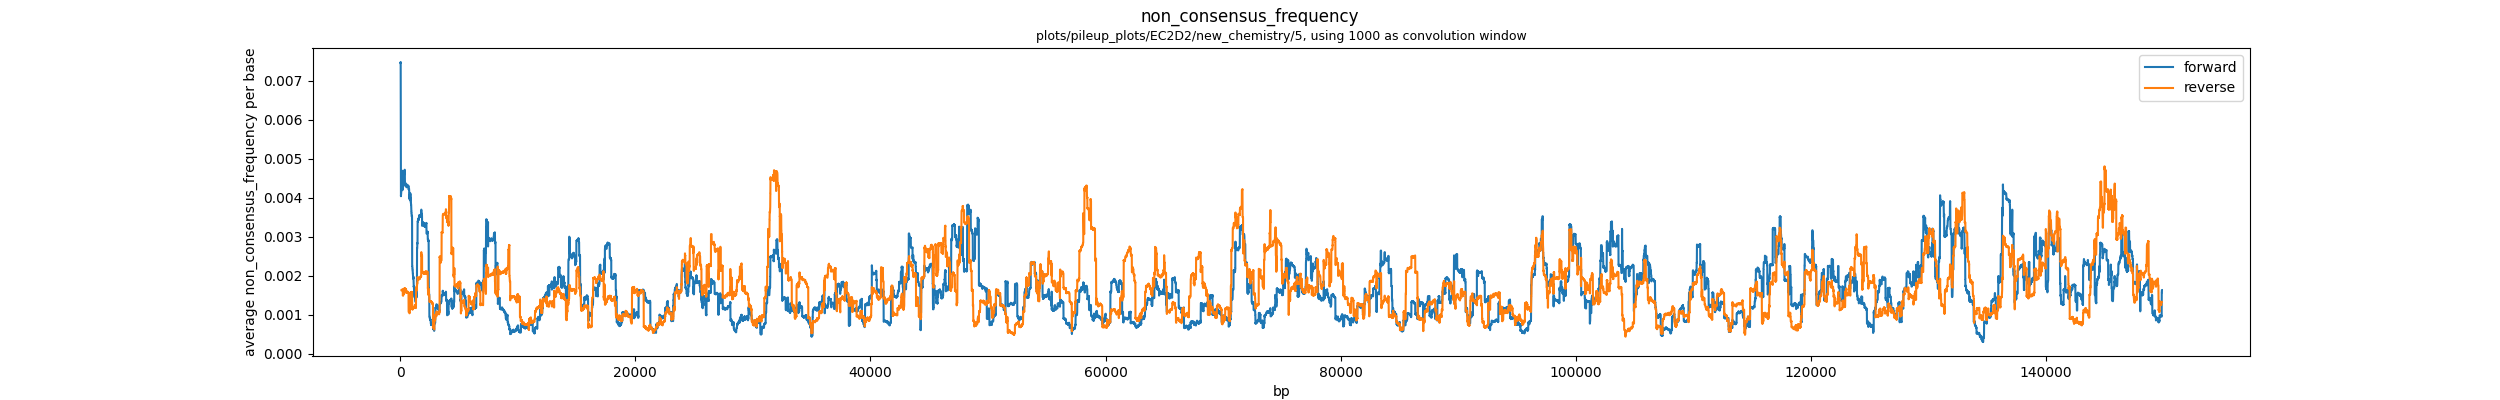 non_consensus_frequency
plots/pileup_plots/EC2D2/new_chemistry/5, using 1000 as convolution window
average non_consensus_frequency per base
0.007
0.006
0.005
0.004
0.003
0.002
0.001
0.000
forward
reverse
0 20000 40000 60000 80000 100000 120000 140000
bp